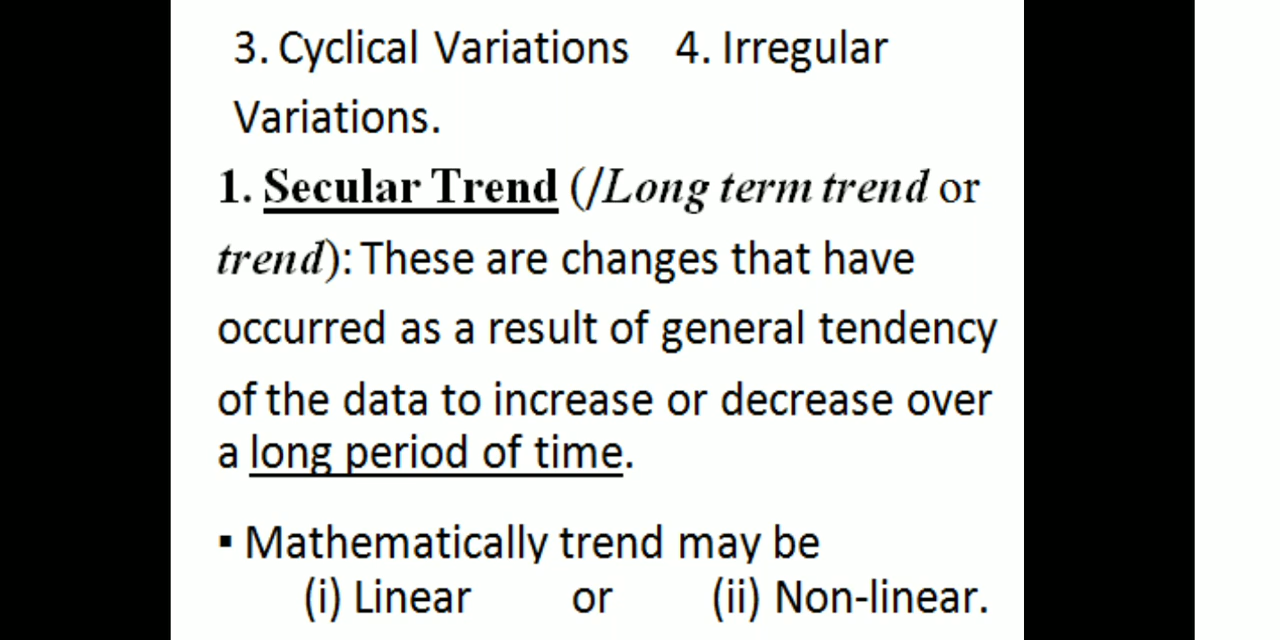 3. Cyclical Variations 4. Irregular
Variations.
1. Secular Trend (/Long term trend or
trend): These are changes that have
occurred as a result of general tendency
of the data to increase or decrease over
a long period of time.
▪ Mathematically trend may be
(i) Linear or (ii) Non-linear.